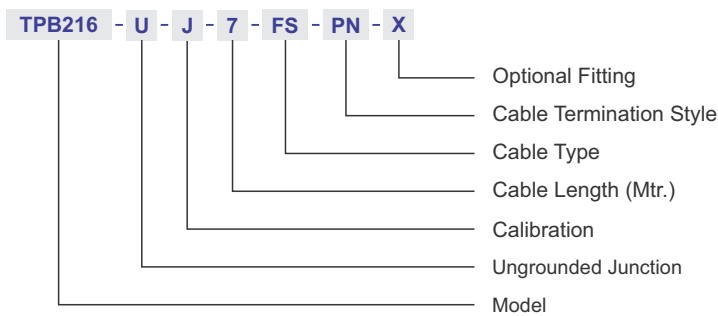 TPB216 - U - J - 7 - FS - PN - X
Optional Fitting
Cable Termination Style
Cable Type
Cable Length (Mtr.)
Calibration
Ungrounded Junction
Model